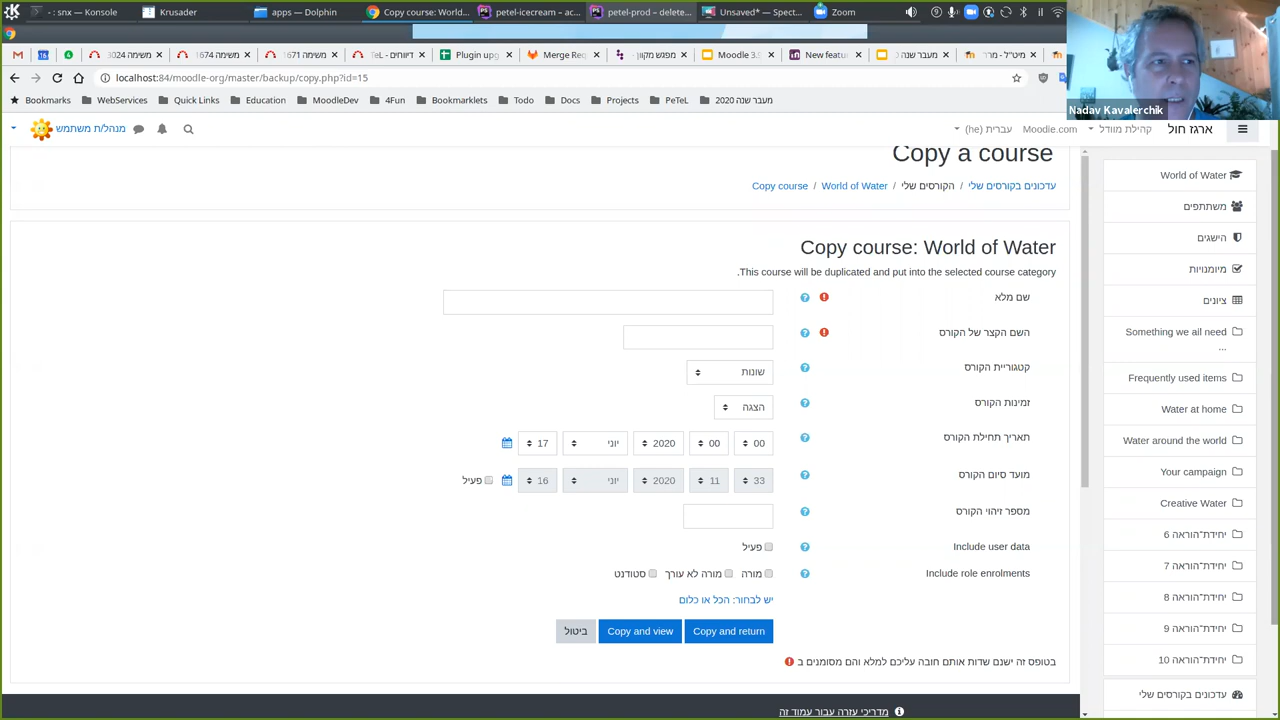 - : snx — Konsole
Krusader
apps — Dolphin
Copy course: World...
petel-icecream – ac...
petel-prod – delete...
Unsaved* — Spect...
Zoom
משימה 3024
משימה 1674
משימה 1671
דיווחים - TeL
Plugin upg
Merge Req
מפגש מקוון
Moodle 3.9
New featu
מעבר שנה 0
localhost:84/moodle-org/master/backup/copy.php?id=15
Bookmarks
WebServices
Quick Links
Education
MoodleDev
4Fun
Bookmarklets
Todo
Docs
Projects
PeTeL
מעבר שנה 2020
Nadav Kavalerchik
ארגז חול
קהילת מוודל
Moodle.com
עברית ‎(he)‎
מנהל/ת משתמש
Copy a course
עדכונים בקורסים שלי / הקורסים שלי / World of Water / Copy course
Copy course: World of Water
.This course will be duplicated and put into the selected course category
שם מלא
השם הקצר של הקורס
קטגוריית הקורס
שונות
זמינות הקורס
הצגה
תאריך תחילת הקורס
17 יוני 2020 00 00
מועד סיום הקורס
16 יוני 2020 11 33 פעיל
מספר זיהוי הקורס
Include user data
פעיל
Include role enrolments
מורה מורה לא עורך סטודנט
יש לבחור: הכל או כלום
Copy and return
Copy and view
ביטול
בטופס זה ישנם שדות אותם חובה עליכם למלא והם מסומנים ב
מדריכי עזרה עבור עמוד זה
World of Water
משתתפים
הישגים
מיומנויות
ציונים
Something we all need
...
Frequently used items
Water at home
Water around the world
Your campaign
Creative Water
יחידת־הוראה 6
יחידת־הוראה 7
יחידת־הוראה 8
יחידת־הוראה 9
יחידת־הוראה 10
עדכונים בקורסים שלי